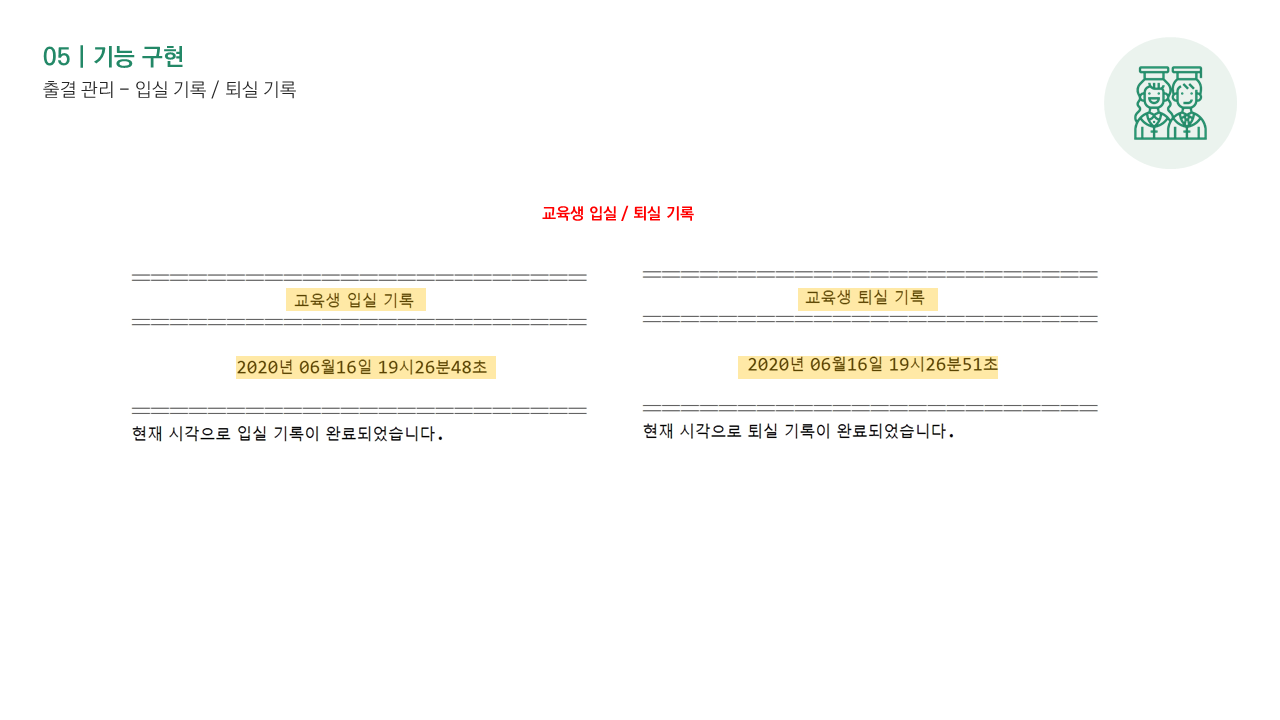 05 | 기능 구현
출결 관리 – 입실 기록 / 퇴실 기록
교육생 입실 / 퇴실 기록
교육생 입실 기록
2020년 06월16일 19시26분48초
현재 시각으로 입실 기록이 완료되었습니다.
교육생 퇴실 기록
2020년 06월16일 19시26분51초
현재 시각으로 퇴실 기록이 완료되었습니다.